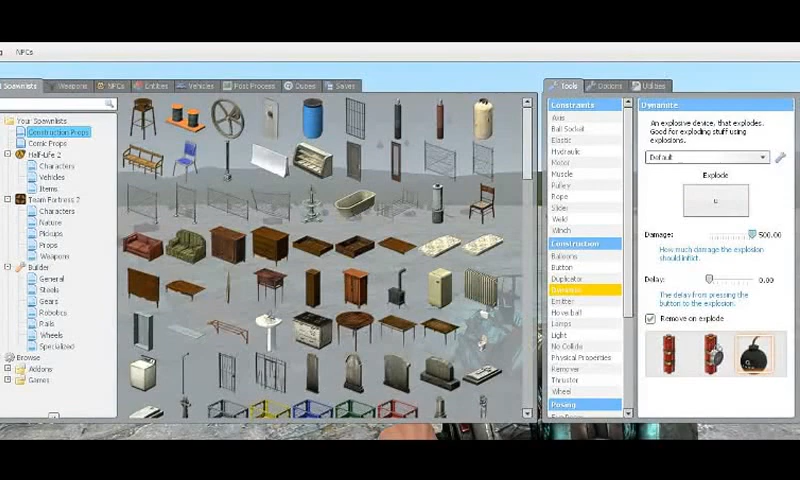 NPCs
Spawnlists
Weapons
NPCs
Entities
Vehicles
Post Process
Dupes
Saves
Tools
Options
Utilities
Your Spawnlists
Construction Props
Comic Props
Half-Life 2
Characters
Vehicles
Items
Team Fortress 2
Characters
Nature
Pickups
Props
Weapons
Builder
General
Stools
Gears
Robotics
Rails
Wheels
Specialized
Browse
Addons
Games
Constraints
Axis
Ball Socket
Elastic
Hydraulic
Motor
Muscle
Pulley
Rope
Slider
Weld
Winch
Construction
Balloons
Button
Duplicator
Dynamite
Emitter
Hoverball
Lamps
Light
No Collide
Physical Properties
Remover
Thruster
Wheel
Posing
Dynamite
An explosive device, that explodes.
Good for exploding stuff using
explosions.
Default
Explode
Damage:
500.00
How much damage the explosion
should inflict.
Delay:
0.00
The delay from pressing the
button to the explosion.
Remove on explode